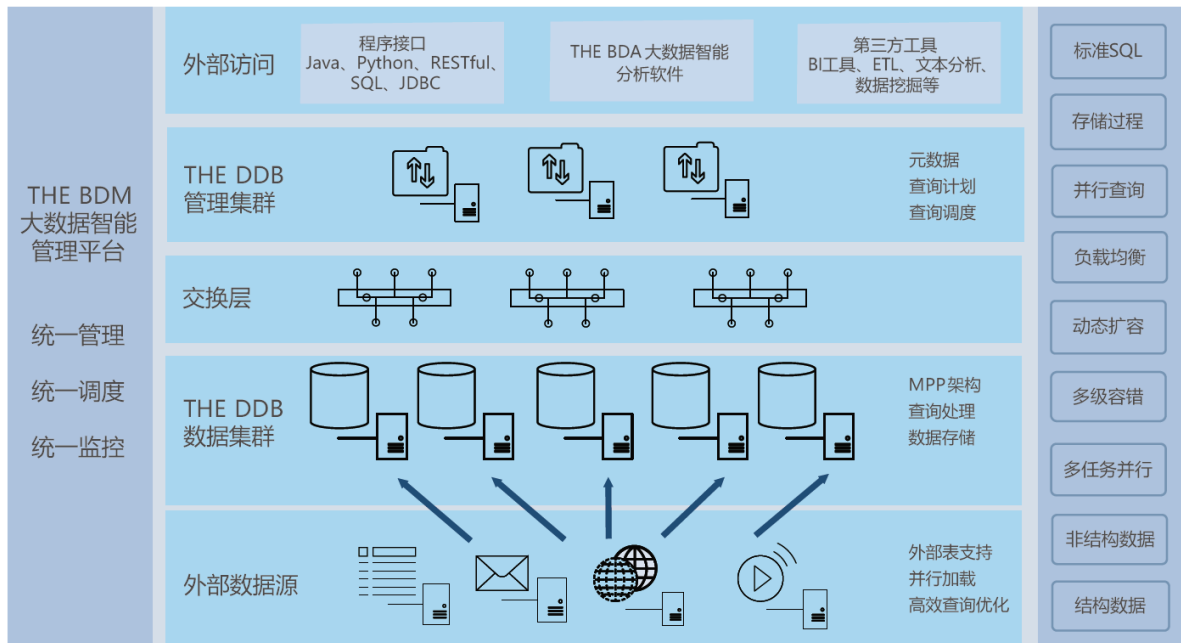 THE BDM
大数据智能
管理平台
统一管理
统一调度
统一监控
外部访问
程序接口
Java、Python、RESTful、
SQL、JDBC
THE BDA 大数据智能
分析软件
第三方工具
BI工具、ETL、文本分析、
数据挖掘等
THE DDB
管理集群
元数据
查询计划
查询调度
交换层
THE DDB
数据集群
MPP架构
查询处理
数据存储
外部数据源
外部表支持
并行加载
高效查询优化
标准SQL
存储过程
并行查询
负载均衡
动态扩容
多级容错
多任务并行
非结构数据
结构数据